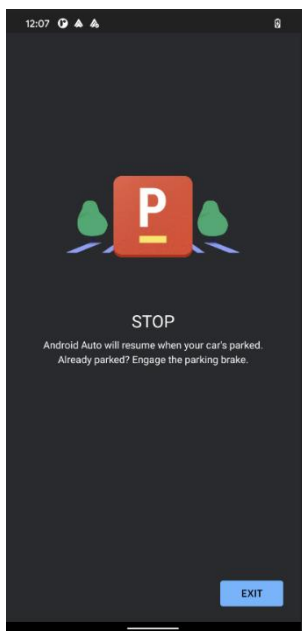 12:07
P
STOP
Android Auto will resume when your car's parked.
Already parked? Engage the parking brake.
EXIT